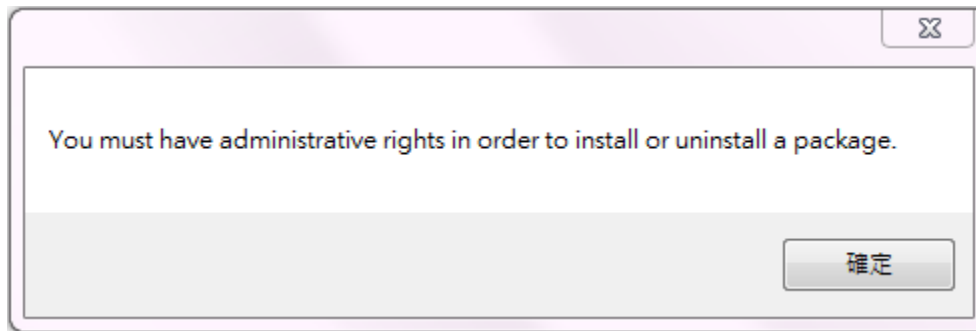 You must have administrative rights in order to install or uninstall a package.
確定